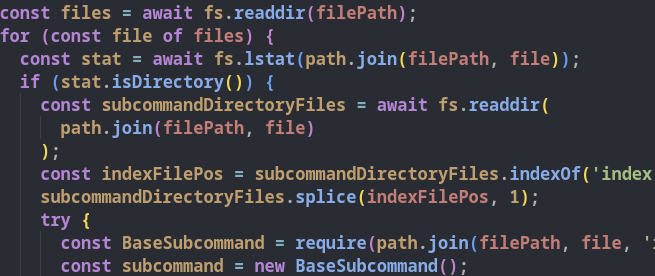 const files = await fs.readdir(filePath);
for (const file of files) {
const stat = await fs.lstat(path.join(filePath, file));
if (stat.isDirectory()) {
const subcommandDirectoryFiles = await fs.readdir(
path.join(filePath, file)
);
const indexFilePos = subcommandDirectoryFiles.indexOf('index
subcommandDirectoryFiles.splice(indexFilePos, 1);
try {
const BaseSubcommand = require(path.join(filePath, file, '
const subcommand = new BaseSubcommand();